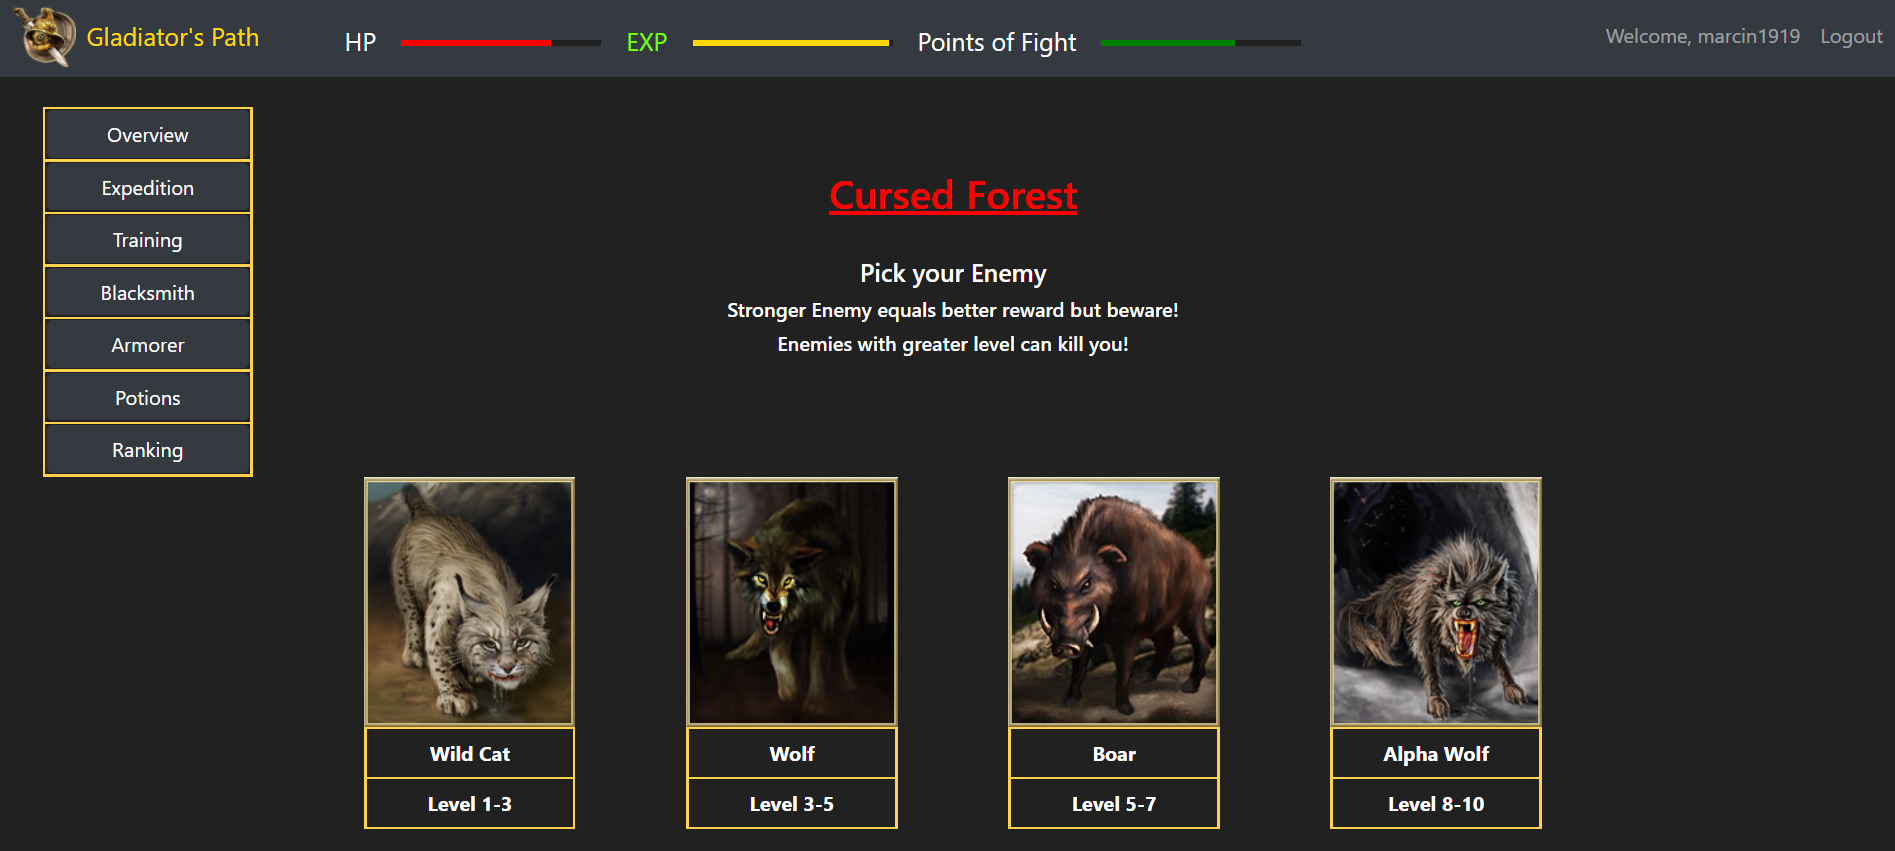 Gladiator's Path
HP
EXP
Points of Fight
Welcome, marcin1919
Logout
Overview
Expedition
Training
Blacksmith
Armorer
Potions
Ranking
Cursed Forest
Pick your Enemy
Stronger Enemy equals better reward but beware!
Enemies with greater level can kill you!
Wild Cat
Level 1-3
Wolf
Level 3-5
Boar
Level 5-7
Alpha Wolf
Level 8-10